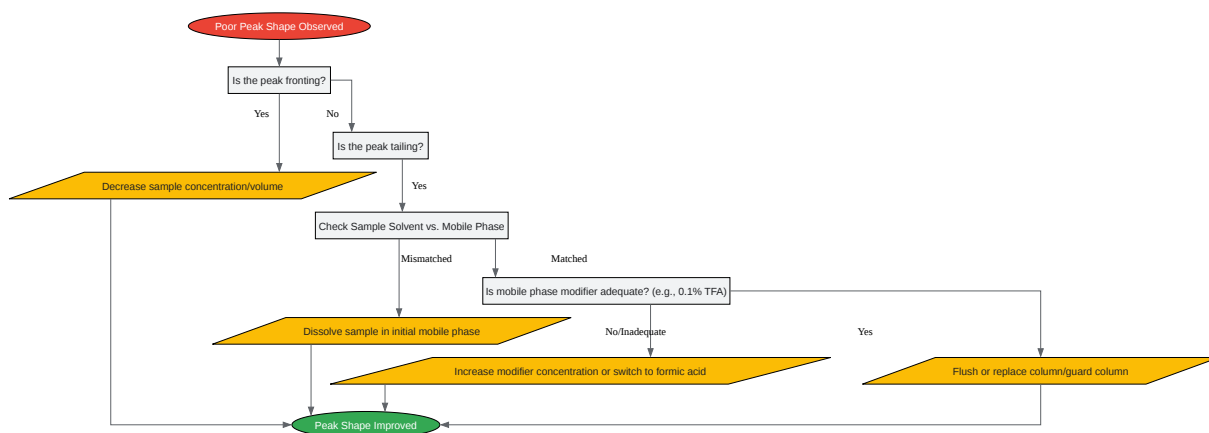 Poor Peak Shape Observed
Is the peak fronting?
Yes
No
Is the peak tailing?
Decrease sample concentration/volume
Yes
Check Sample Solvent vs. Mobile Phase
Mismatched
Matched
Is mobile phase modifier adequate? (e.g., 0.1% TFA)
Dissolve sample in initial mobile phase
No/Inadequate
Yes
Increase modifier concentration or switch to formic acid
Flush or replace column/guard column
Peak Shape Improved